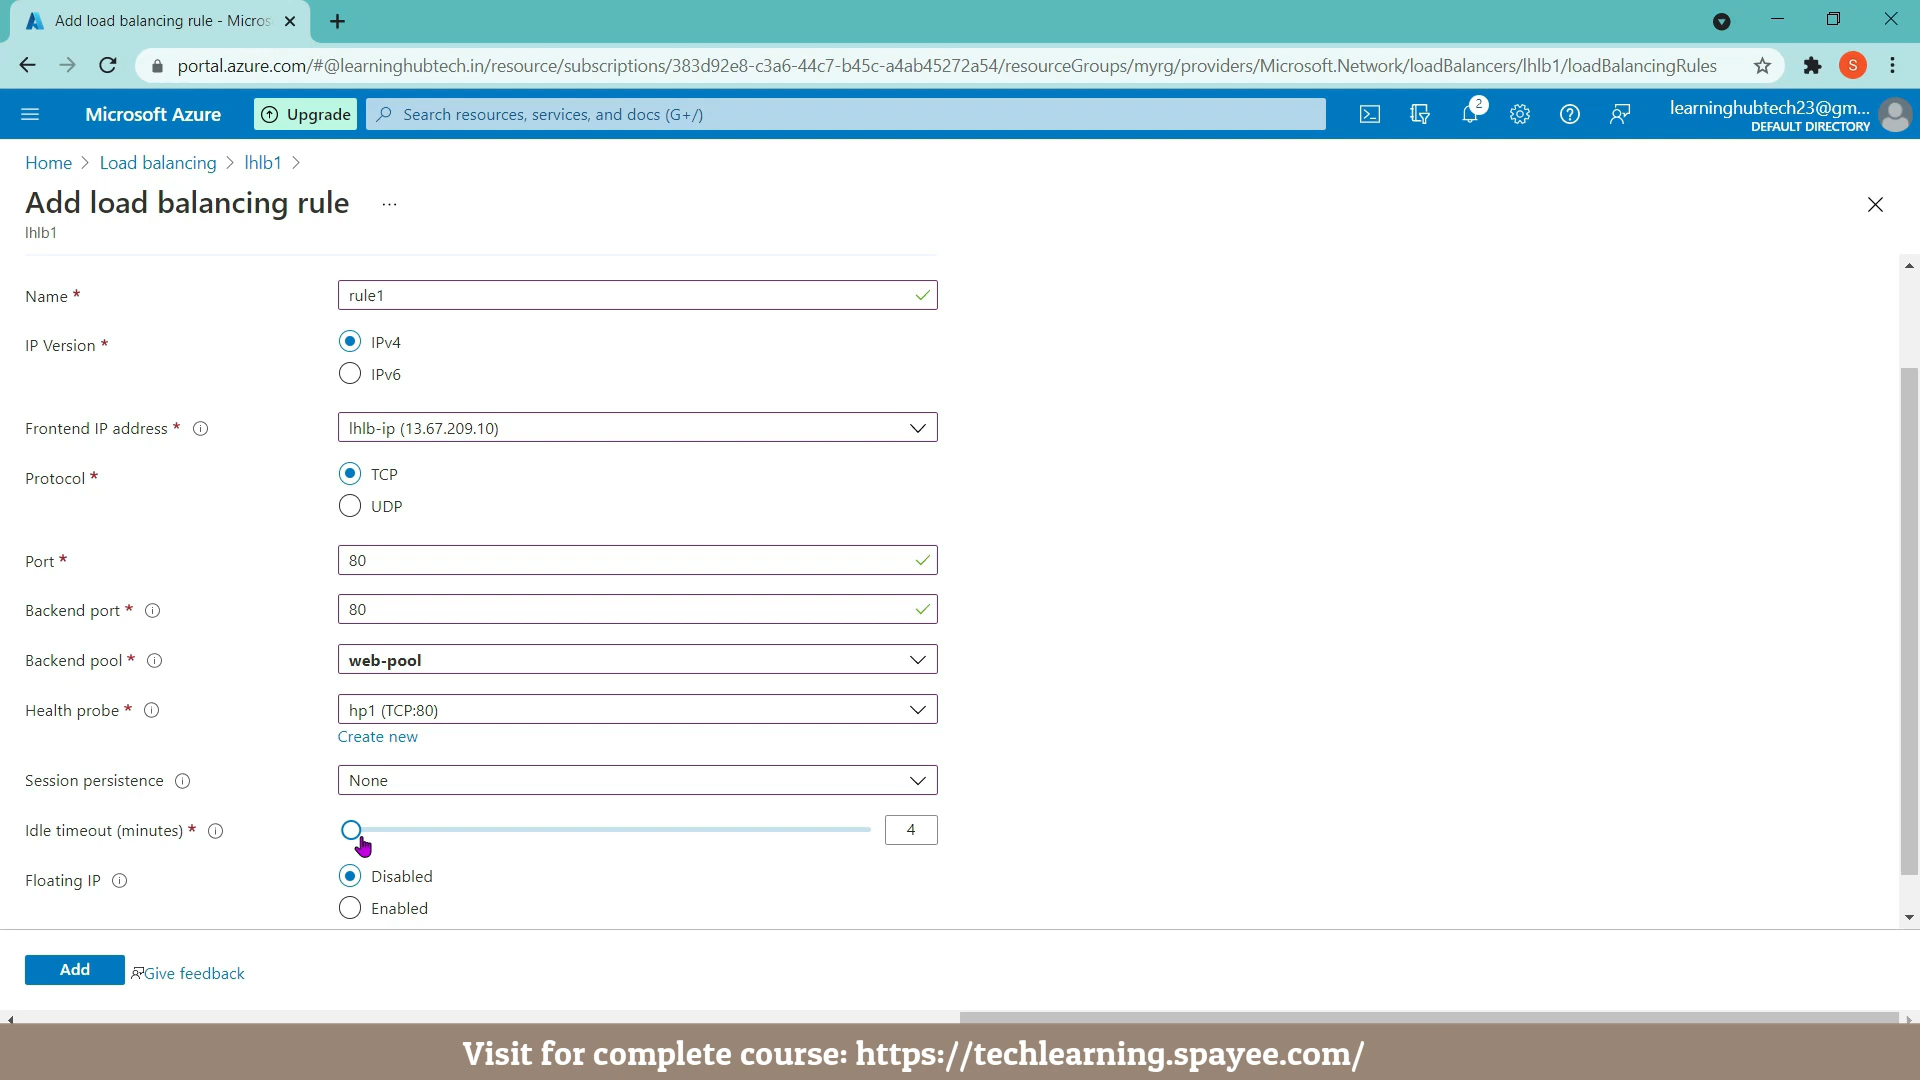 Add load balancing rule - Micros
portal.azure.com/#@learninghubtech.in/resource/subscriptions/383d92e8-c3a6-44c7-b45c-a4ab45272a54/resourceGroups/myrg/providers/Microsoft.Network/loadBalancers/lhlb1/loadBalancingRules
S
Microsoft Azure
Upgrade
Search resources, services, and docs (G+/)
2
learninghubtech23@gm...
DEFAULT DIRECTORY
Home > Load balancing > lhlb1 >
Add load balancing rule ...
lhlb1
Name * rule1
IP Version * IPv4
IPv6
Frontend IP address * lhlb-ip (13.67.209.10)
Protocol * TCP
UDP
Port * 80
Backend port * 80
Backend pool * web-pool
Health probe * hp1 (TCP:80)
Create new
Session persistence None
Idle timeout (minutes) * 4
Floating IP Disabled
Enabled
Add Give feedback
Visit for complete course: https://techlearning.spayee.com/